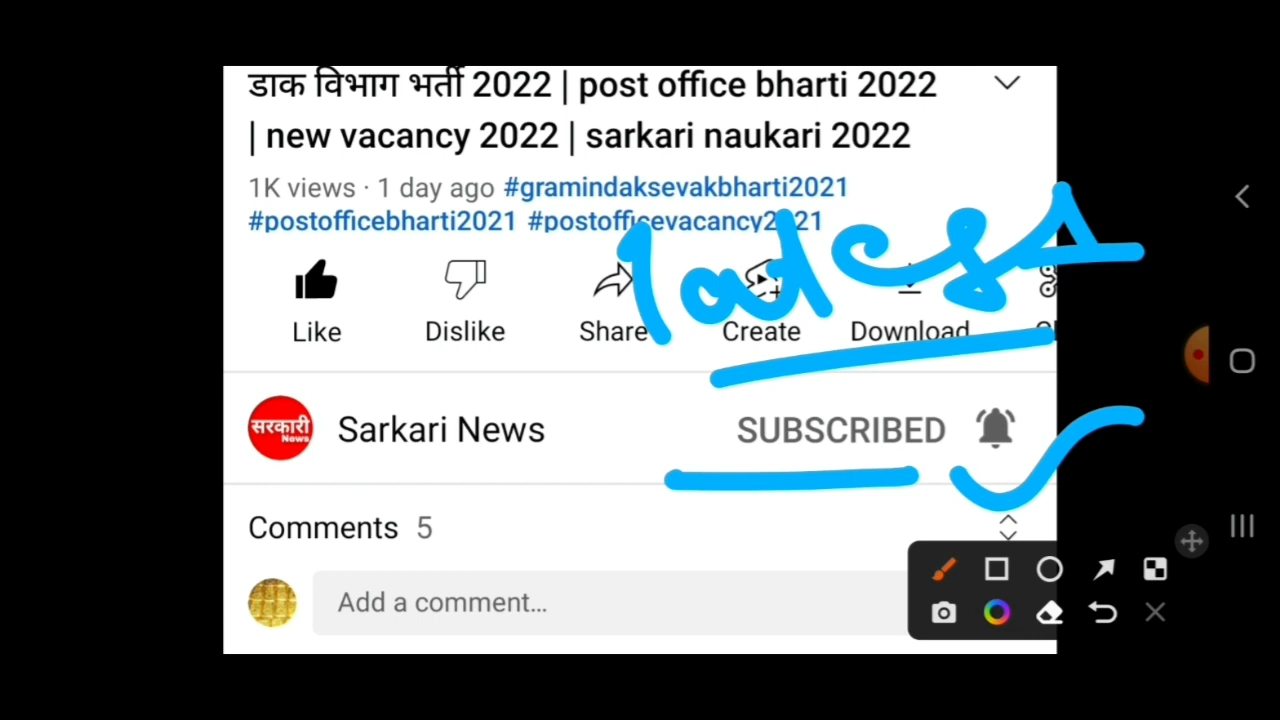 डाक विभाग भर्ती 2022 | post office bharti 2022
| new vacancy 2022 | sarkari naukari 2022
1K views · 1 day ago #gramindaksevakbharti2021
#postofficebharti2021 #postofficevacancy2021
Like Dislike Share Create Download
सरकारी News
Sarkari News SUBSCRIBED
Comments 5
Add a comment...